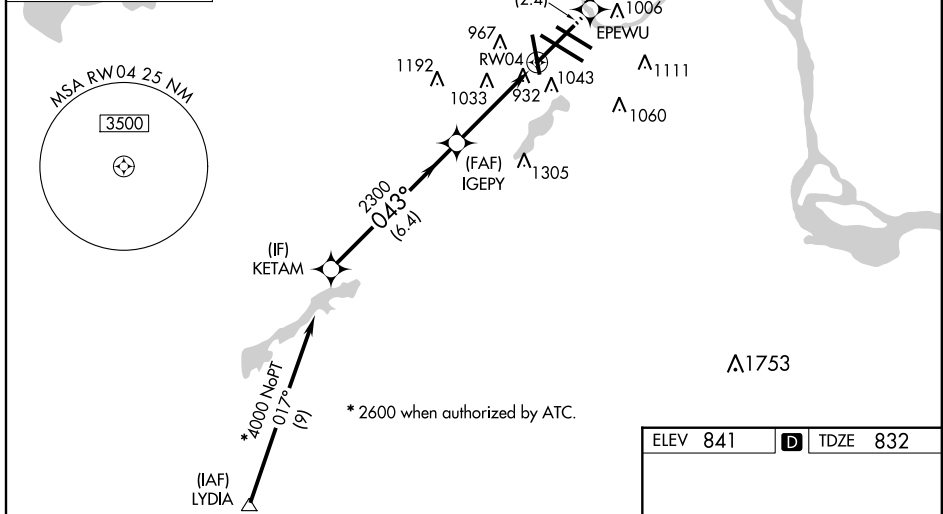 (2.4)
1006
EPEWU
967
RW04
1192
1033
932
1043
1111
1060
MSA RW04 25 NM
3500
(FAF)
IGEPY
1305
2300
043°
(6.4)
(IF)
KETAM
*4000 NoPT
017°
(9)
1753
* 2600 when authorized by ATC.
ELEV 841 D TDZE 832
(IAF)
LYDIA